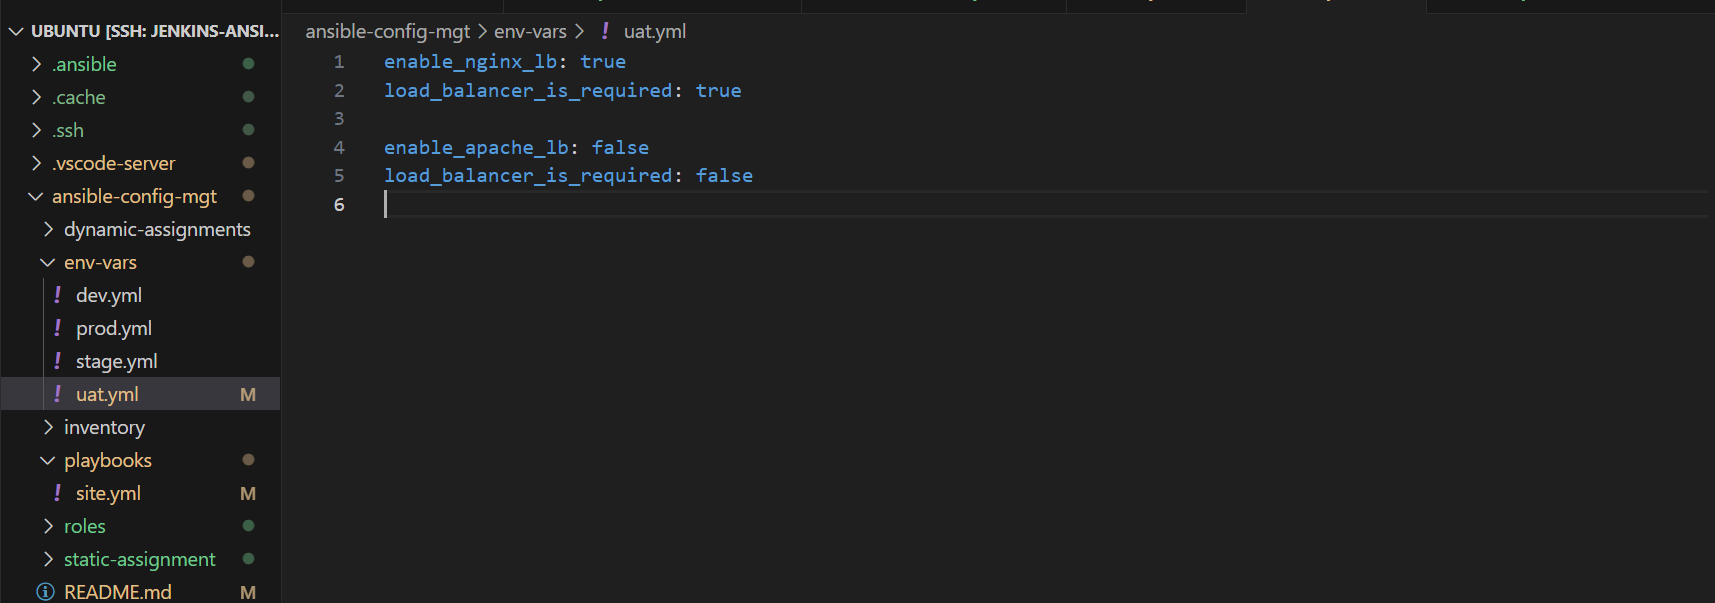 UBUNTU [SSH: JENKINS-ANSI...
.ansible
.cache
.ssh
.vscode-server
ansible-config-mgt
dynamic-assignments
env-vars
! dev.yml
! prod.yml
! stage.yml
! uat.yml M
inventory
playbooks
! site.yml M
roles
static-assignment
README.md M
ansible-config-mgt > env-vars > ! uat.yml
1 enable_nginx_lb: true
2 load_balancer_is_required: true
3
4 enable_apache_lb: false
5 load_balancer_is_required: false
6